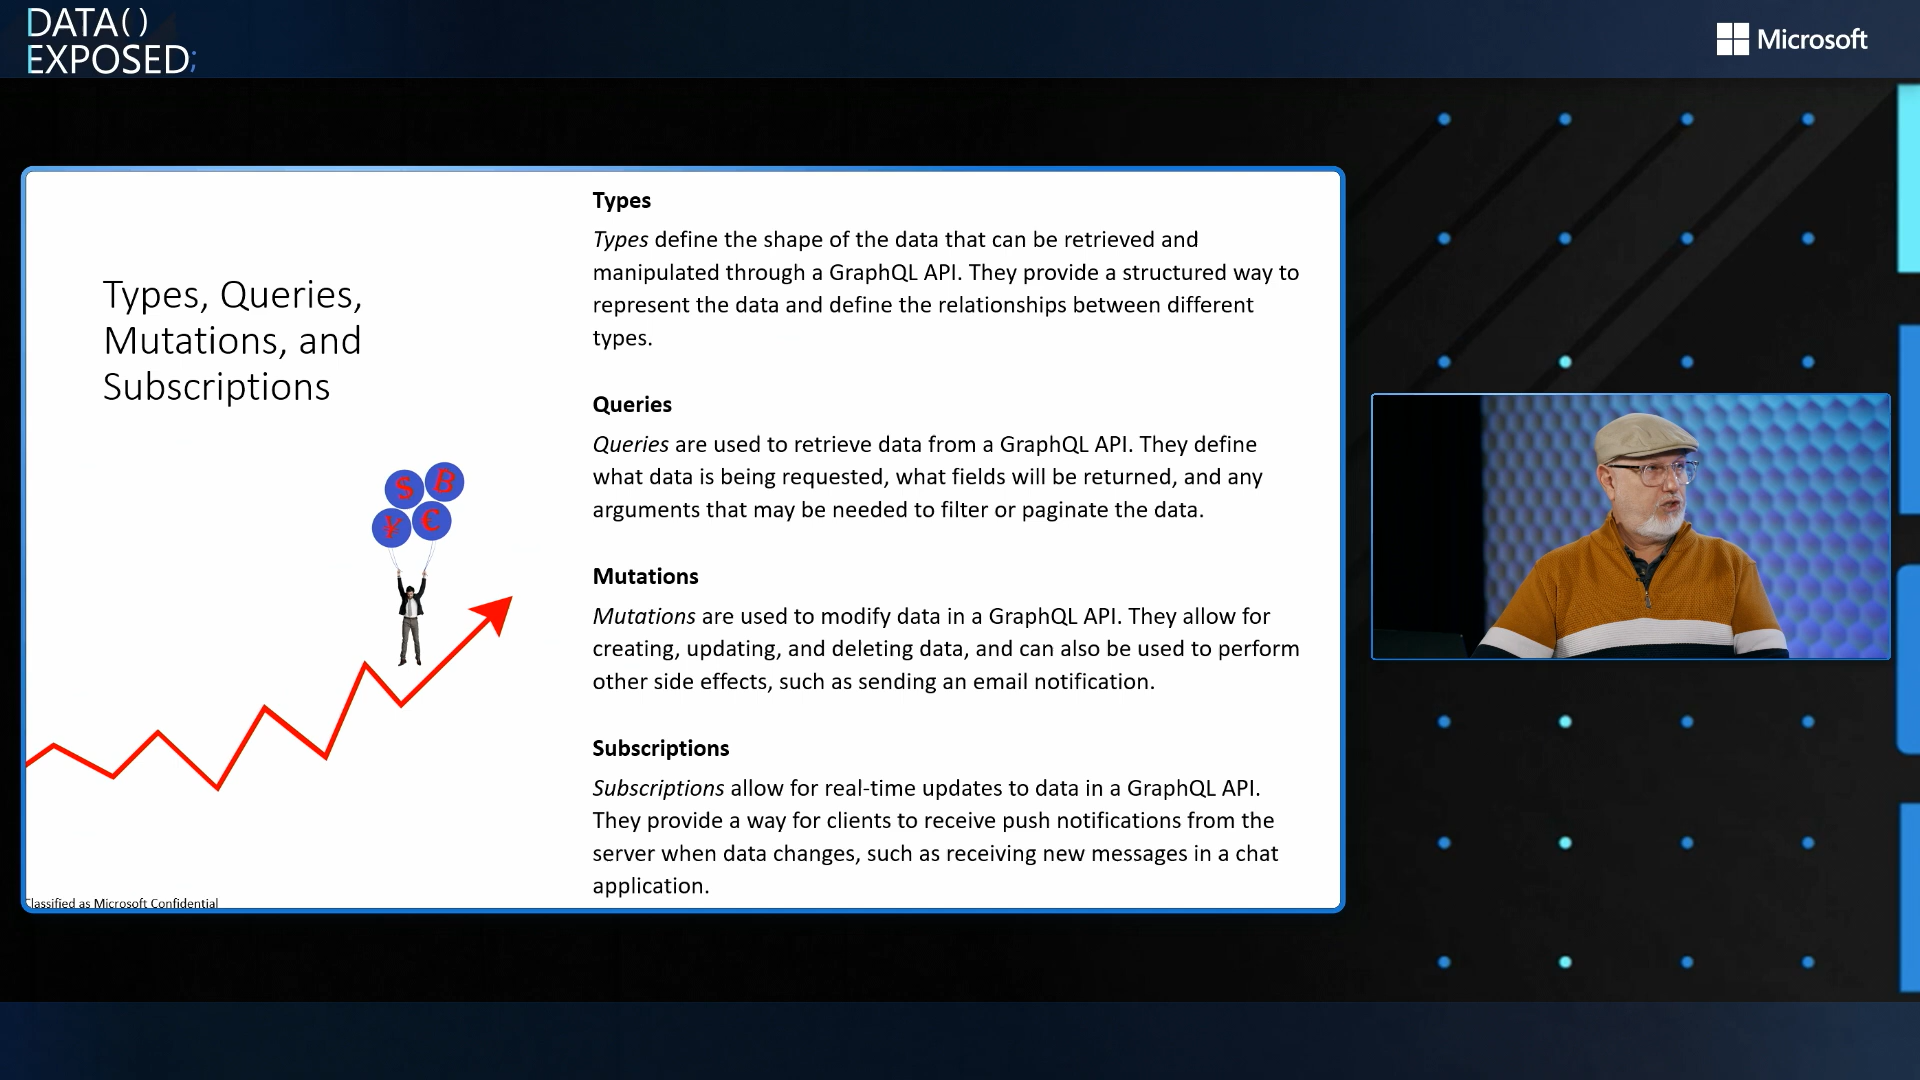 DATA()
EXPOSED;
Microsoft
Types, Queries,
Mutations, and
Subscriptions
$
B
¥
€
Types
Types define the shape of the data that can be retrieved and
manipulated through a GraphQL API. They provide a structured way to
represent the data and define the relationships between different
types.
Queries
Queries are used to retrieve data from a GraphQL API. They define
what data is being requested, what fields will be returned, and any
arguments that may be needed to filter or paginate the data.
Mutations
Mutations are used to modify data in a GraphQL API. They allow for
creating, updating, and deleting data, and can also be used to perform
other side effects, such as sending an email notification.
Subscriptions
Subscriptions allow for real-time updates to data in a GraphQL API.
They provide a way for clients to receive push notifications from the
server when data changes, such as receiving new messages in a chat
application.
Classified as Microsoft Confidential